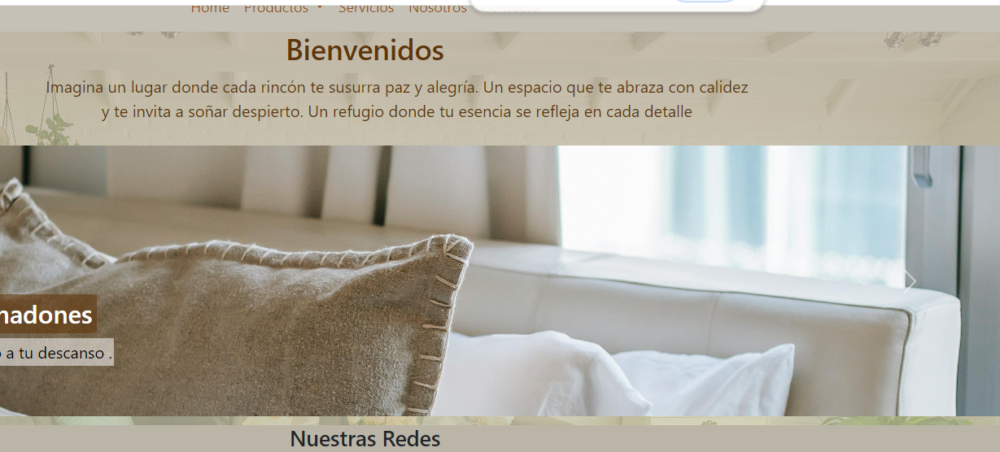 Home Productos Servicios Nosotros
Bienvenidos
Imagina un lugar donde cada rincón te susurra paz y alegría. Un espacio que te abraza con calidez
y te invita a soñar despierto. Un refugio donde tu esencia se refleja en cada detalle
a tu descanso .
Nuestras Redes